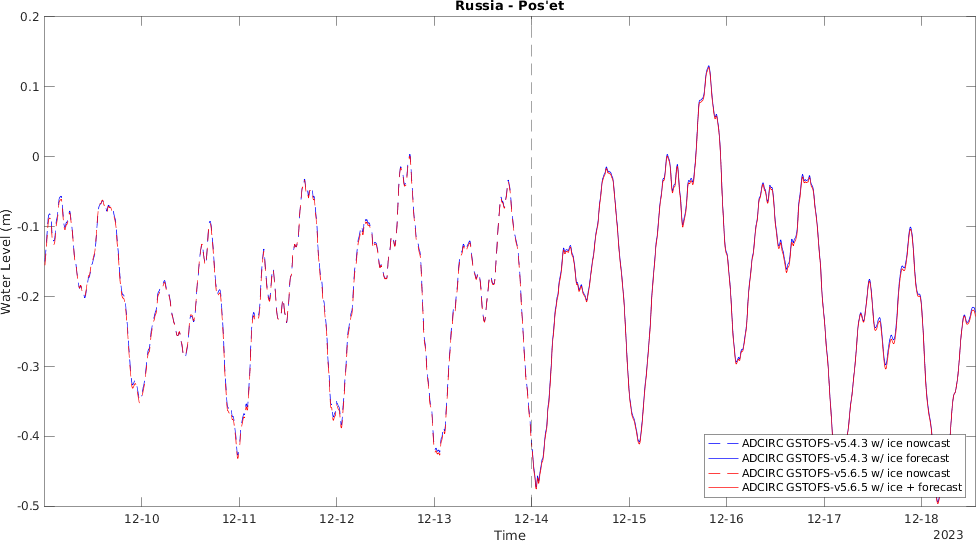 Russia - Pos'et
0.2
0.1
0
-0.1
-0.2
-0.3
-0.4
-0.5
Water Level (m)
ADCIRC GSTOFS-v5.4.3 w/ ice nowcast
ADCIRC GSTOFS-v5.4.3 w/ ice forecast
ADCIRC GSTOFS-v5.6.5 w/ ice nowcast
ADCIRC GSTOFS-v5.6.5 w/ ice + forecast
12-10 12-11 12-12 12-13 12-14 12-15 12-16 12-17 12-18
Time
2023